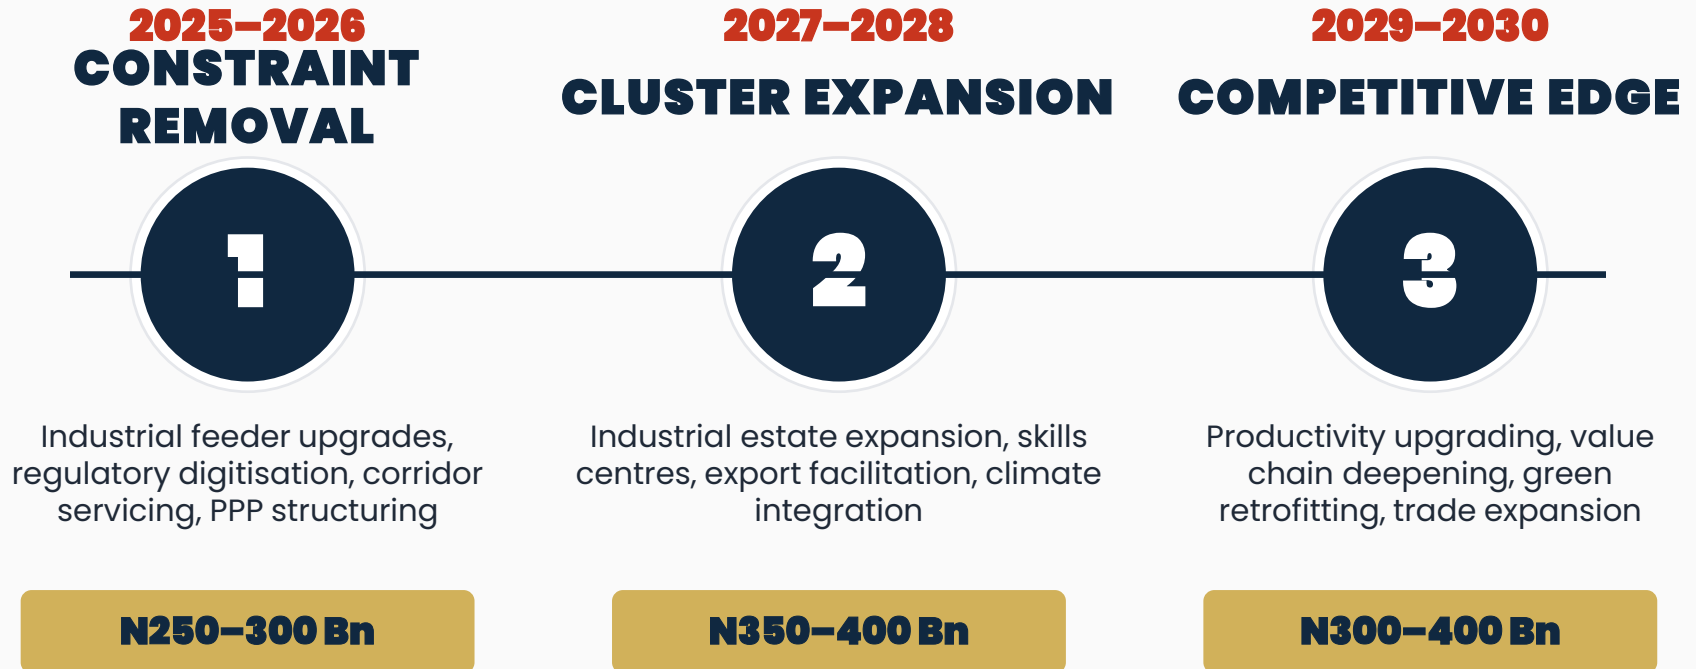 2025–2026
CONSTRAINT
REMOVAL
1
Industrial feeder upgrades,
regulatory digitisation, corridor
servicing, PPP structuring
N250–300 Bn
2027–2028
CLUSTER EXPANSION
2
Industrial estate expansion, skills
centres, export facilitation, climate
integration
N350–400 Bn
2029–2030
COMPETITIVE EDGE
3
Productivity upgrading, value
chain deepening, green
retrofitting, trade expansion
N300–400 Bn